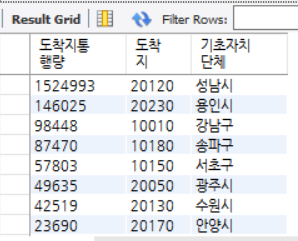 Result Grid Filter Rows:
도착지통행량 도착지 기초자치단체
1524993 20120 성남시
146025 20230 용인시
98448 10010 강남구
87470 10180 송파구
57803 10150 서초구
49635 20050 광주시
42519 20130 수원시
23690 20170 안양시